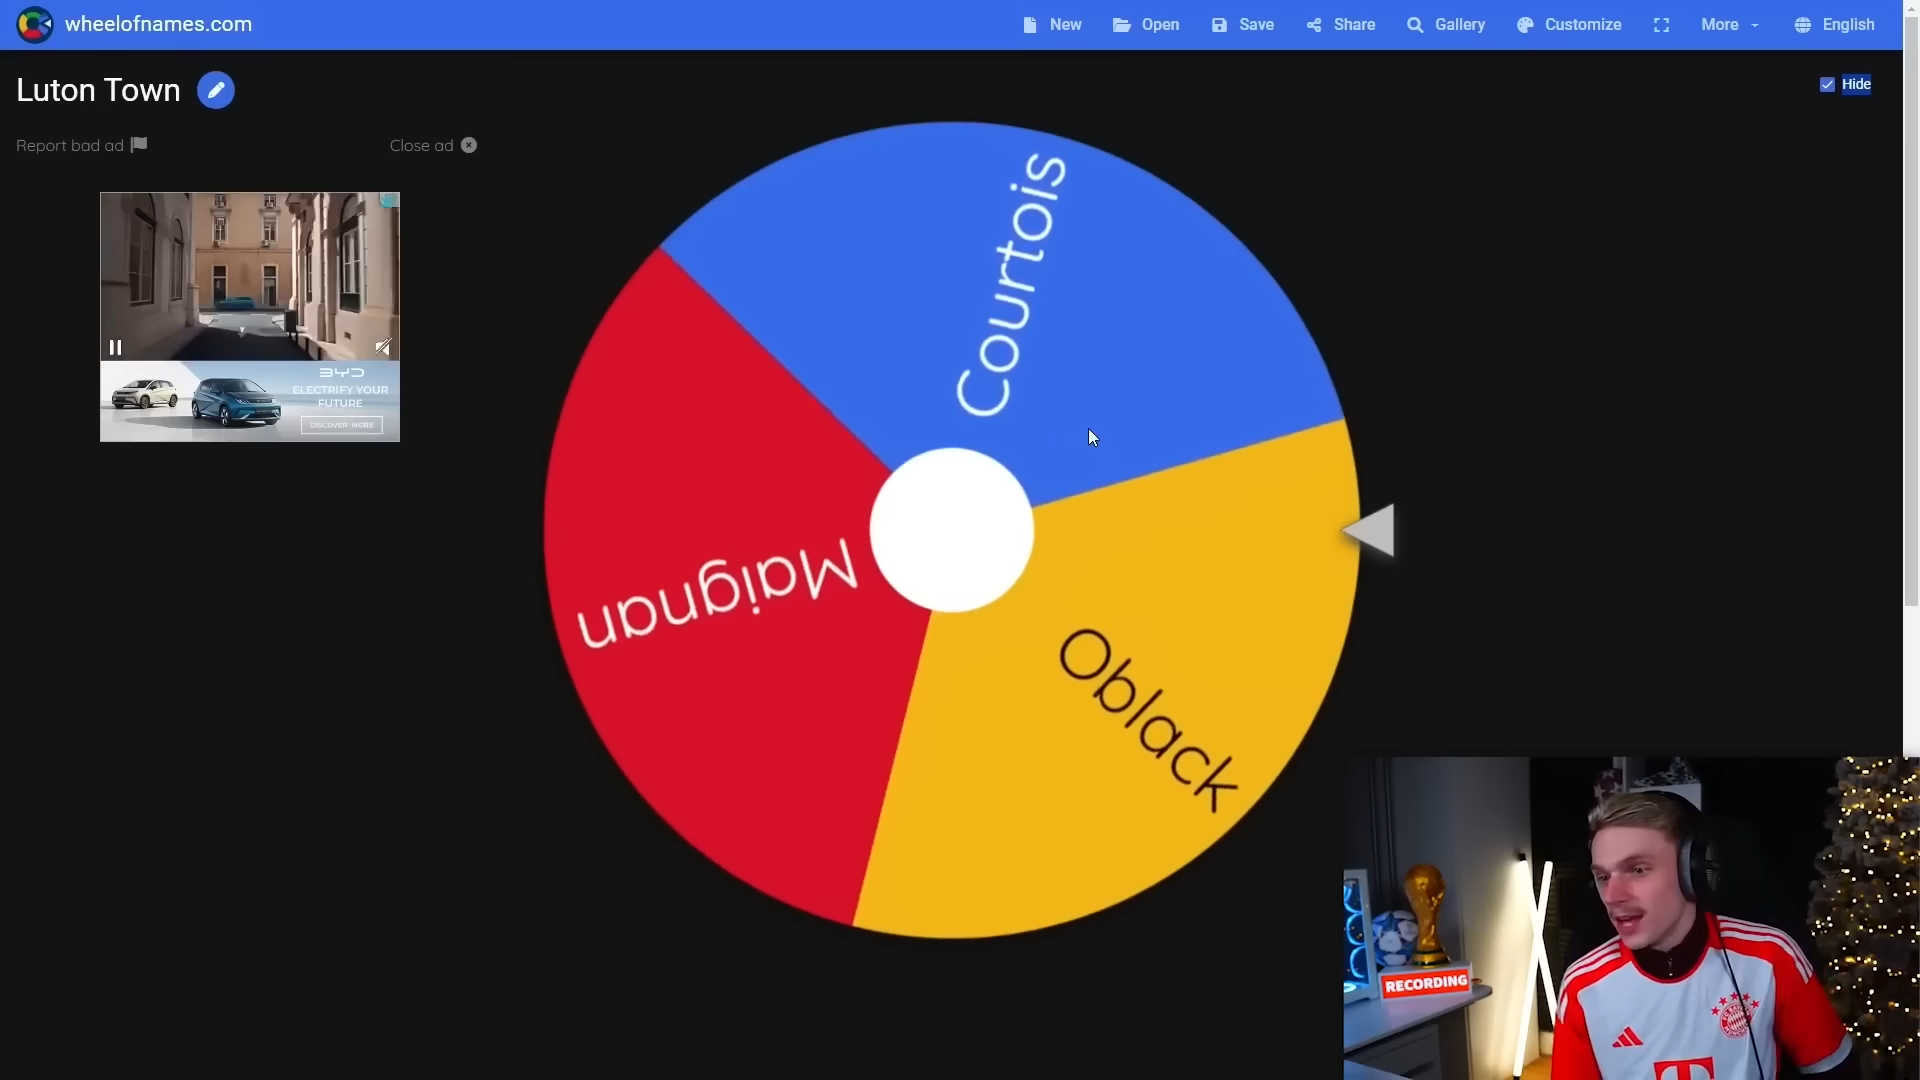 wheelofnames.com
New
Open
Save
Share
Gallery
Customize
More
English
Luton Town
Hide
Report bad ad
Close ad
BYD
ELECTRIFY YOUR
FUTURE
DISCOVER MORE
Courtois
Maignan
Oblack
RECORDING
T